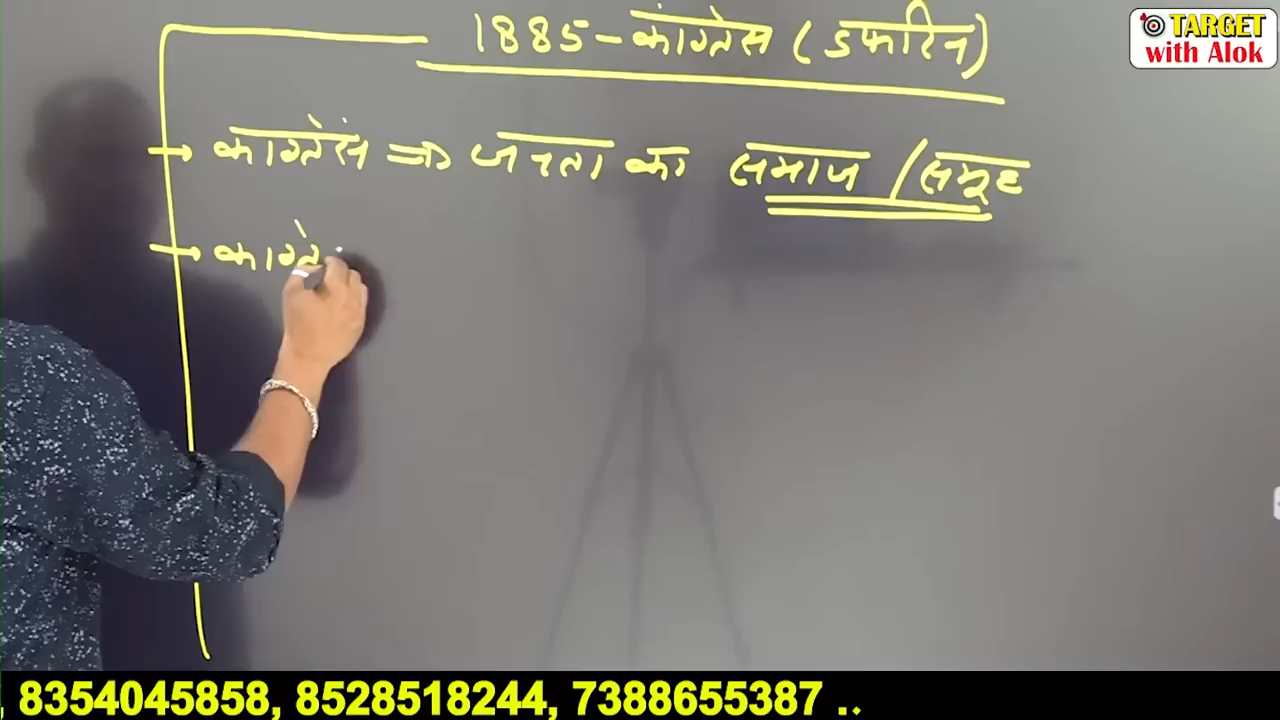 1885 - कांग्रेस (डफरिन)
TARGET
with Alok
कांग्रेस ⇒ जनता का समाज / समूह
→ काग्रे
8354045858, 8528518244, 7388655387 ..